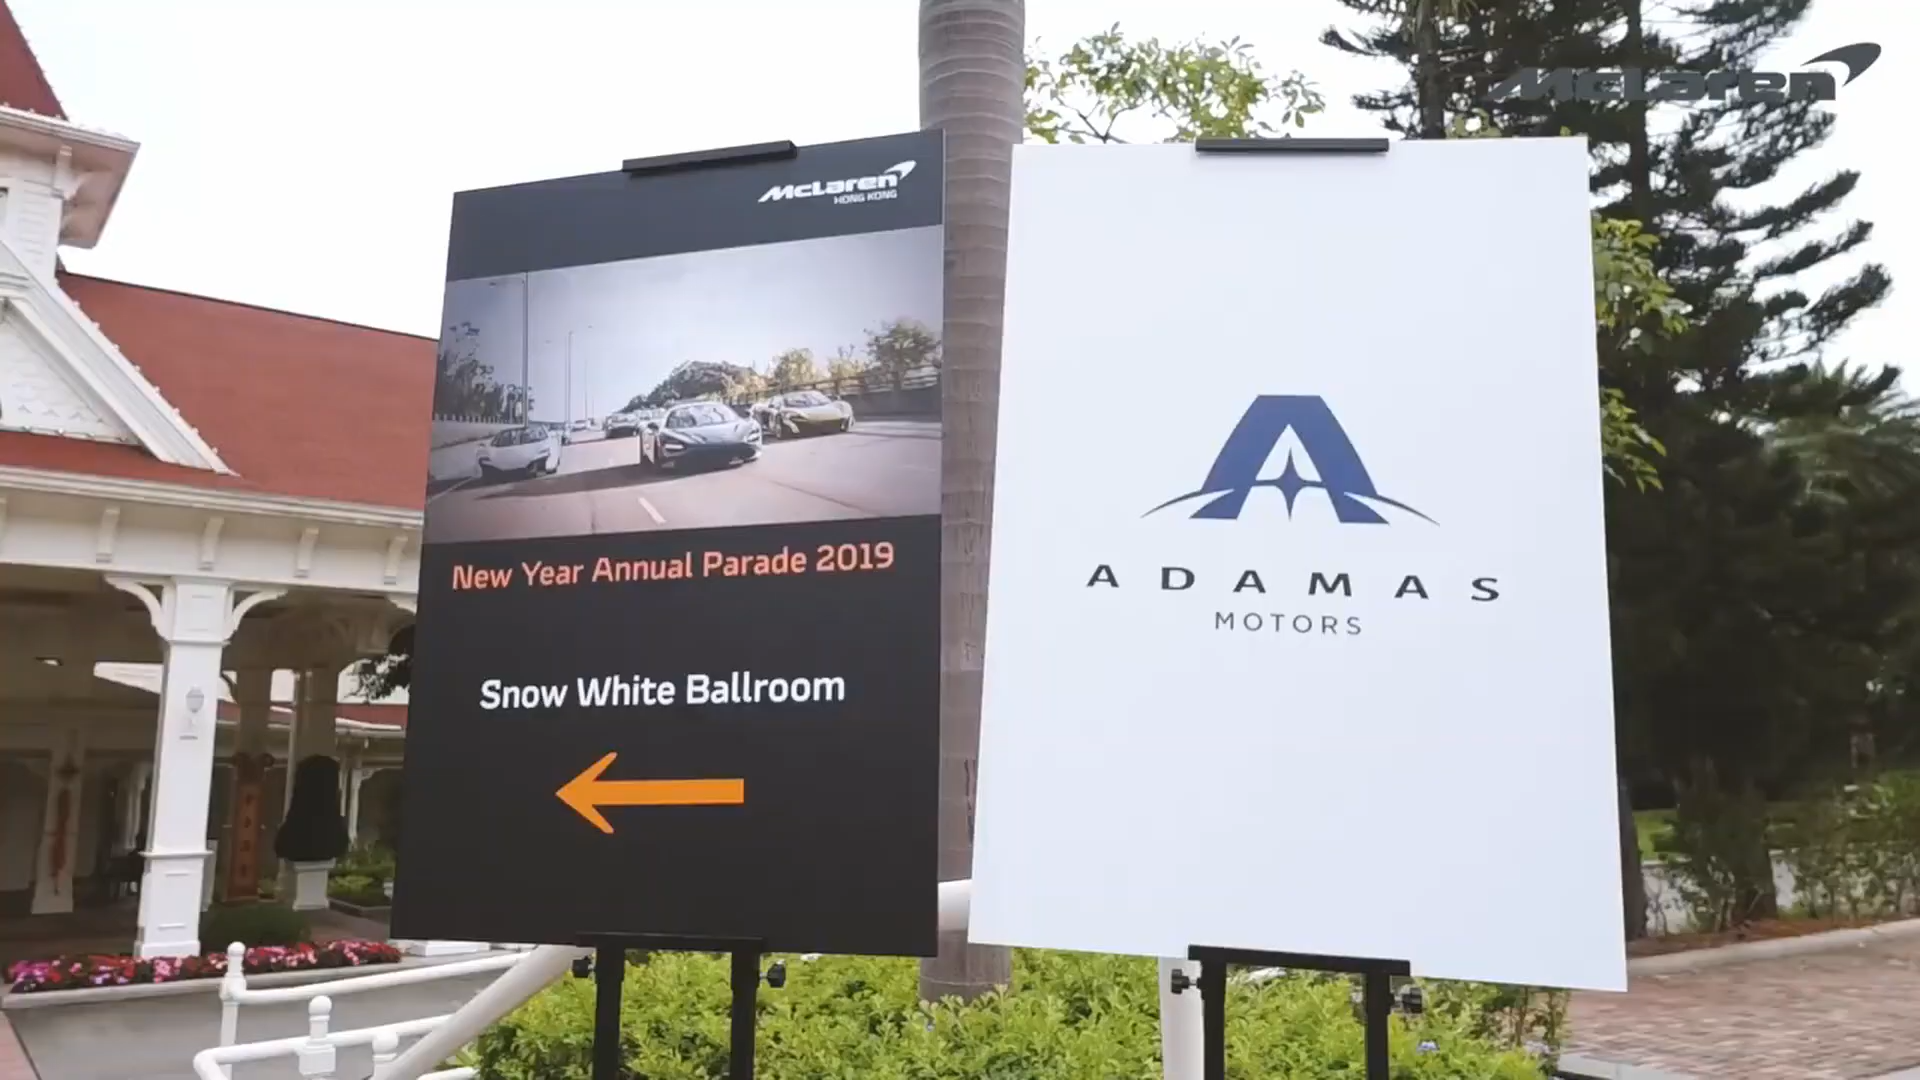 McLaren
McLaren
HONG KONG
New Year Annual Parade 2019
Snow White Ballroom
ADAMAS
MOTORS